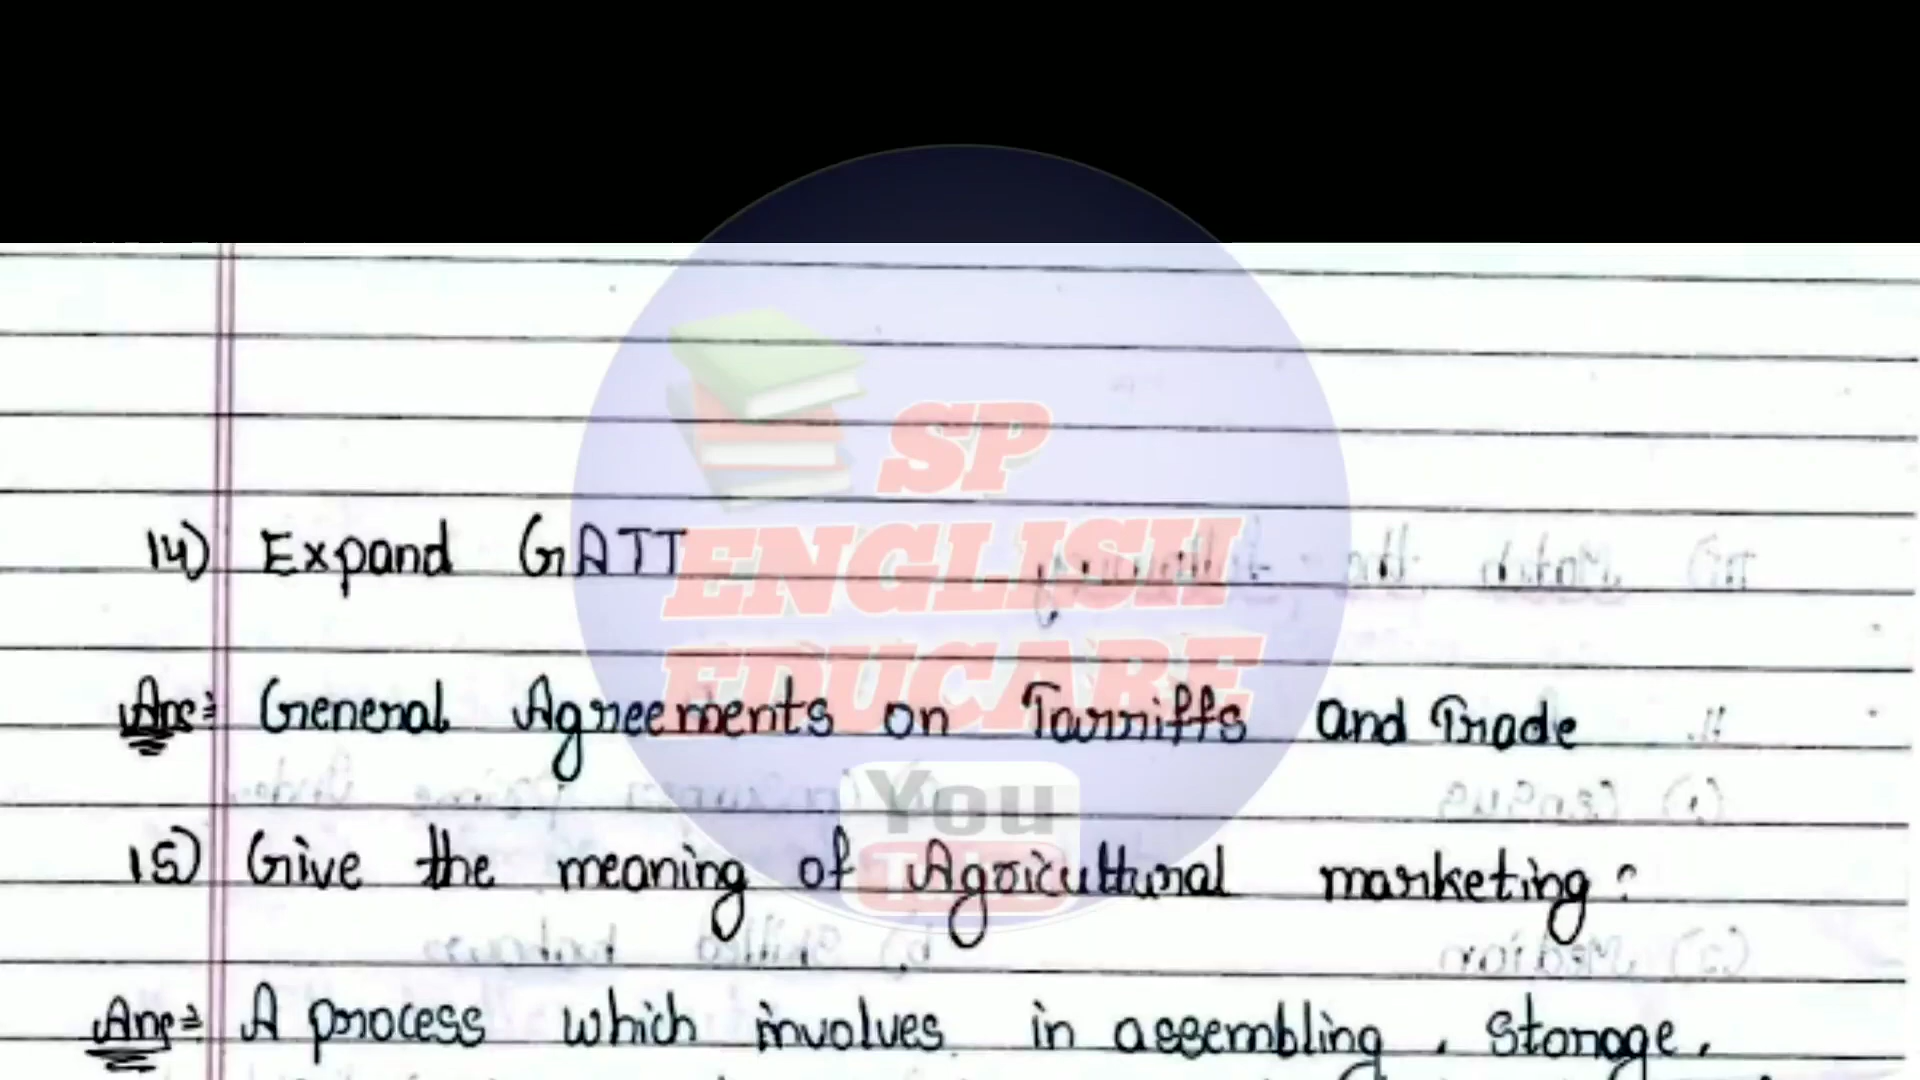 SP
ENGLISH
EDUCARE
You
Tube
14) Expand GATT
Ans:- General Agreements on Tarriffs and Trade
15) Give the meaning of Agricultural marketing?
Ans:- A process which involves in assembling, storage,